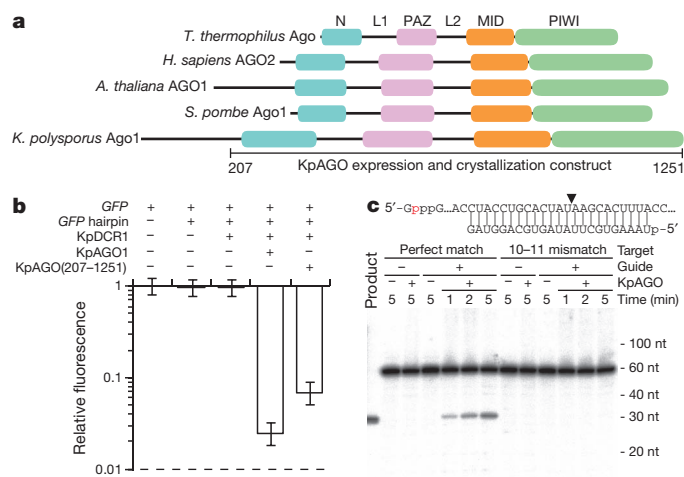 a
N L1 PAZ L2 MID PIWI
T. thermophilus Ago
H. sapiens AGO2
A. thaliana AGO1
S. pombe Ago1
K. polysporus Ago1
207 KpAGO expression and crystallization construct 1251
b
GFP + + + + +
GFP hairpin – + + + +
KpDCR1 – – + + +
KpAGO1 – – – + –
KpAGO(207–1251) – – – – +
Relative fluorescence
1
0.1
0.01
c
5′-GpppG...ACCUACCUGCACUAUAAGCACUUUACC...
GAUGGACGUGAUAUUCGUGAAAUp-5′
Perfect match 10–11 mismatch Target
– + – + Guide
– + – + – + – + KpAGO
5 5 5 1 2 5 5 5 5 1 2 5 Time (min)
Product
- 100 nt
- 60 nt
- 40 nt
- 30 nt
- 20 nt